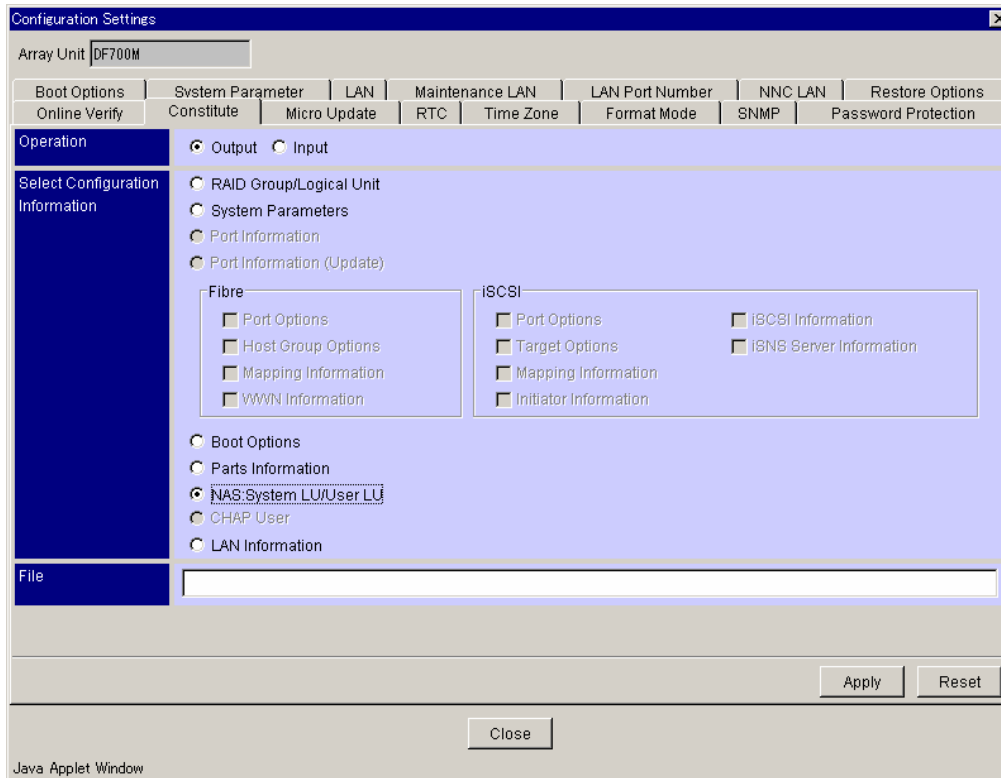 Configuration Settings
Array Unit DF700M
Boot Options System Parameter LAN Maintenance LAN LAN Port Number NNC LAN Restore Options
Online Verify Constitute Micro Update RTC Time Zone Format Mode SNMP Password Protection
Operation Output Input
Select Configuration Information
RAID Group/Logical Unit
System Parameters
Port Information
Port Information (Update)
Fibre
Port Options
Host Group Options
Mapping Information
WWN Information
iSCSI
Port Options iSCSI Information
Target Options iSNS Server Information
Mapping Information
Initiator Information
Boot Options
Parts Information
NAS:System LU/User LU
CHAP User
LAN Information
File
Apply Reset
Close
Java Applet Window